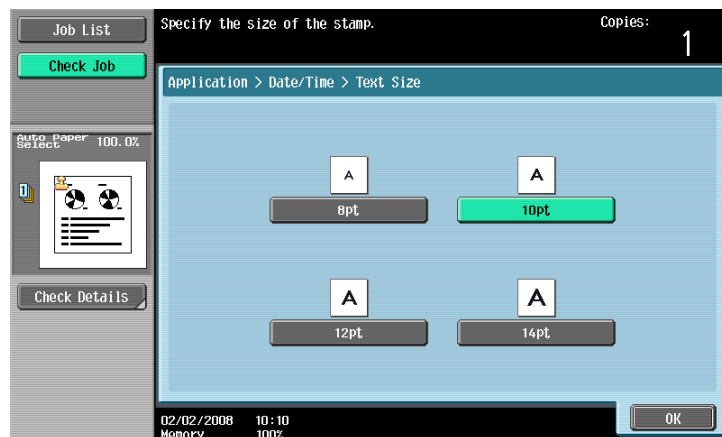 Job List
Check Job
Specify the size of the stamp.
Copies:
1
Application > Date/Time > Text Size
Auto Paper Select 100.0%
A
8pt
A
10pt
A
12pt
A
14pt
Check Details
02/02/2008 10:10
Memory 100%
OK